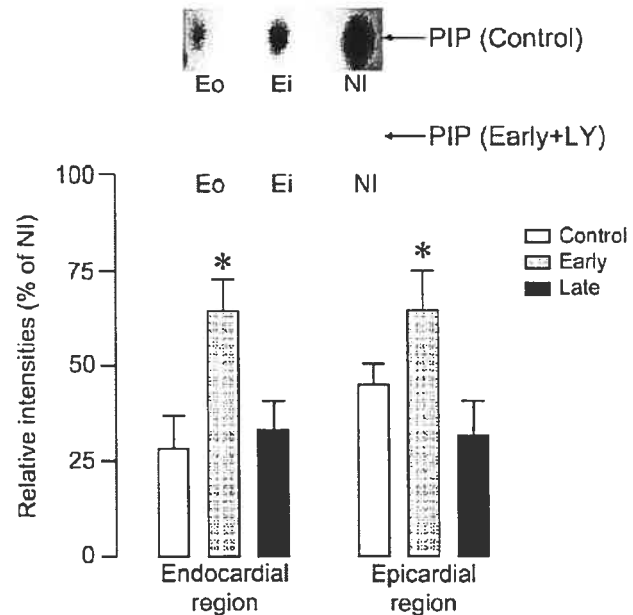 PIP (Control)
Eo Ei NI
PIP (Early+LY)
Eo Ei NI
Relative intensities (% of NI)
100
75
50
25
0
* *
Control
Early
Late
Endocardial region
Epicardial region